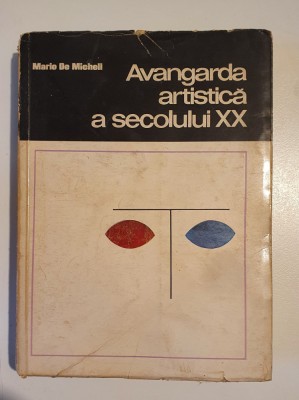 Mario De Micheli
Avangarda
artistică
a secolului XX